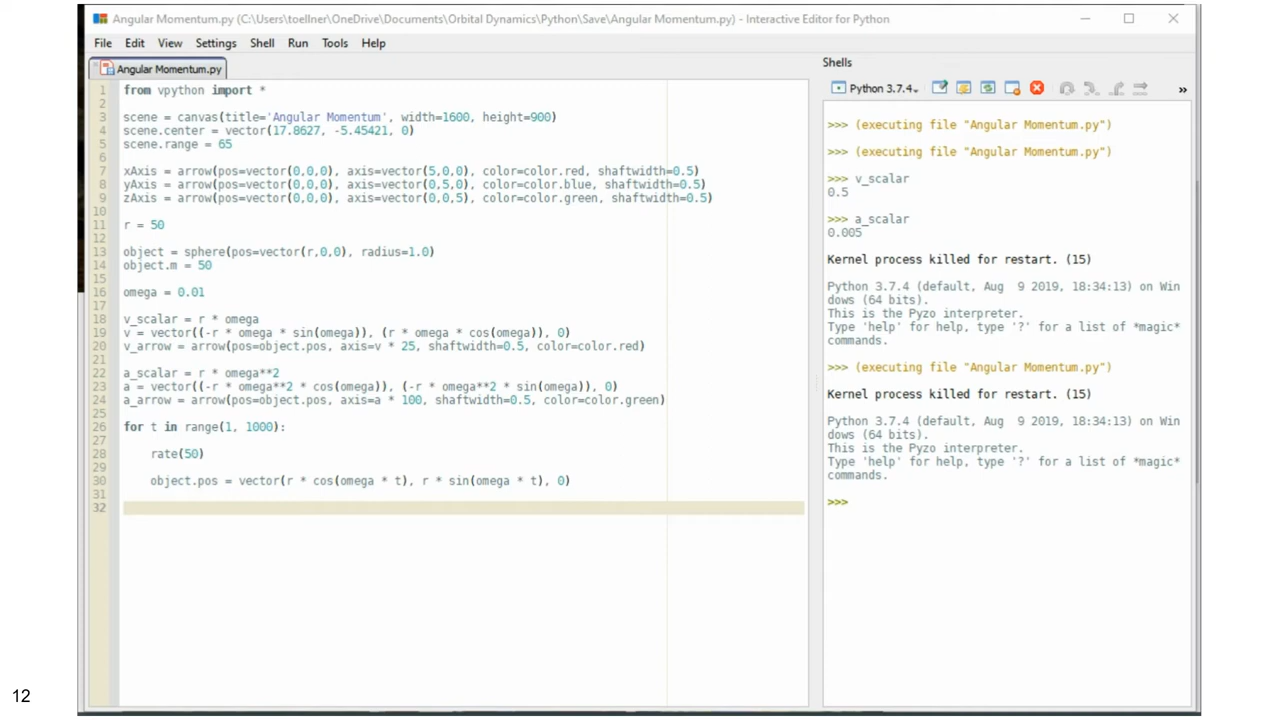 Angular Momentum.py (C:\Users\toellner\OneDrive\Documents\Orbital Dynamics\Python\Save\Angular Momentum.py) - Interactive Editor for Python
File Edit View Settings Shell Run Tools Help
Angular Momentum.py
1 from vpython import *
2
3 scene = canvas(title='Angular Momentum', width=1600, height=900)
4 scene.center = vector(17.8627, -5.45421, 0)
5 scene.range = 65
6
7 xAxis = arrow(pos=vector(0,0,0), axis=vector(5,0,0), color=color.red, shaftwidth=0.5)
8 yAxis = arrow(pos=vector(0,0,0), axis=vector(0,5,0), color=color.blue, shaftwidth=0.5)
9 zAxis = arrow(pos=vector(0,0,0), axis=vector(0,0,5), color=color.green, shaftwidth=0.5)
10
11 r = 50
12
13 object = sphere(pos=vector(r,0,0), radius=1.0)
14 object.m = 50
15
16 omega = 0.01
17
18 v_scalar = r * omega
19 v = vector((-r * omega * sin(omega)), (r * omega * cos(omega)), 0)
20 v_arrow = arrow(pos=object.pos, axis=v * 25, shaftwidth=0.5, color=color.red)
21
22 a_scalar = r * omega**2
23 a = vector((-r * omega**2 * cos(omega)), (-r * omega**2 * sin(omega)), 0)
24 a_arrow = arrow(pos=object.pos, axis=a * 100, shaftwidth=0.5, color=color.green)
25
26 for t in range(1, 1000):
27
28 rate(50)
29
30 object.pos = vector(r * cos(omega * t), r * sin(omega * t), 0)
31
32
Shells
Python 3.7.4 »
>>> (executing file "Angular Momentum.py")
>>> (executing file "Angular Momentum.py")
>>> v_scalar
0.5
>>> a_scalar
0.005
Kernel process killed for restart. (15)
Python 3.7.4 (default, Aug  9 2019, 18:34:13) on Win
dows (64 bits).
This is the Pyzo interpreter.
Type 'help' for help, type '?' for a list of *magic*
commands.
>>> (executing file "Angular Momentum.py")
Kernel process killed for restart. (15)
Python 3.7.4 (default, Aug  9 2019, 18:34:13) on Win
dows (64 bits).
This is the Pyzo interpreter.
Type 'help' for help, type '?' for a list of *magic*
commands.
>>>
12